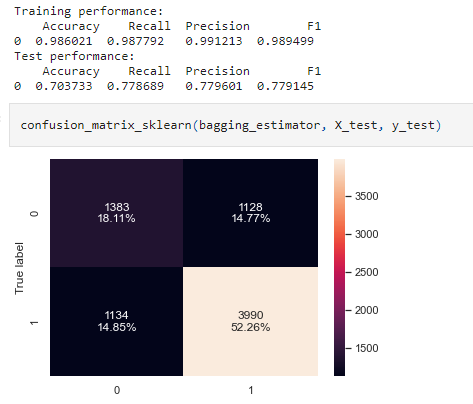 Training performance:
Accuracy Recall Precision F1
0 0.986021 0.987792 0.991213 0.989499
Test performance:
Accuracy Recall Precision F1
0 0.703733 0.778689 0.779601 0.779145
confusion_matrix_sklearn(bagging_estimator, X_test, y_test)
1383 1128
18.11% 14.77%
0
1134 3990
14.85% 52.26%
1
True label
0 1
3500
3000
2500
2000
1500